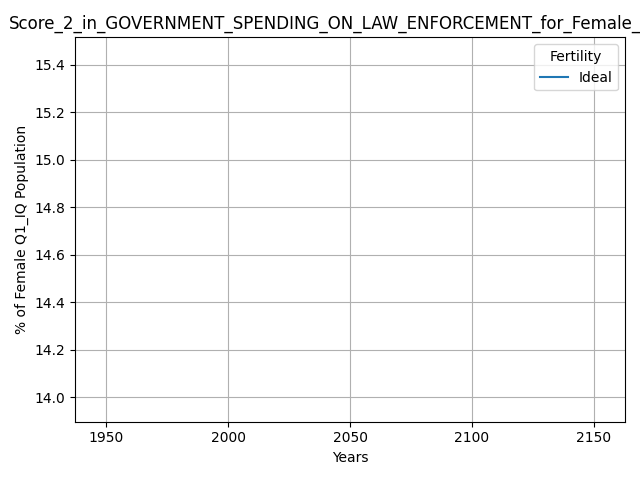 Score_2_in_GOVERNMENT_SPENDING_ON_LAW_ENFORCEMENT_for_Female_
Fertility
Ideal
15.4
15.2
15.0
14.8
14.6
14.4
14.2
14.0
% of Female Q1_IQ Population
1950 2000 2050 2100 2150
Years